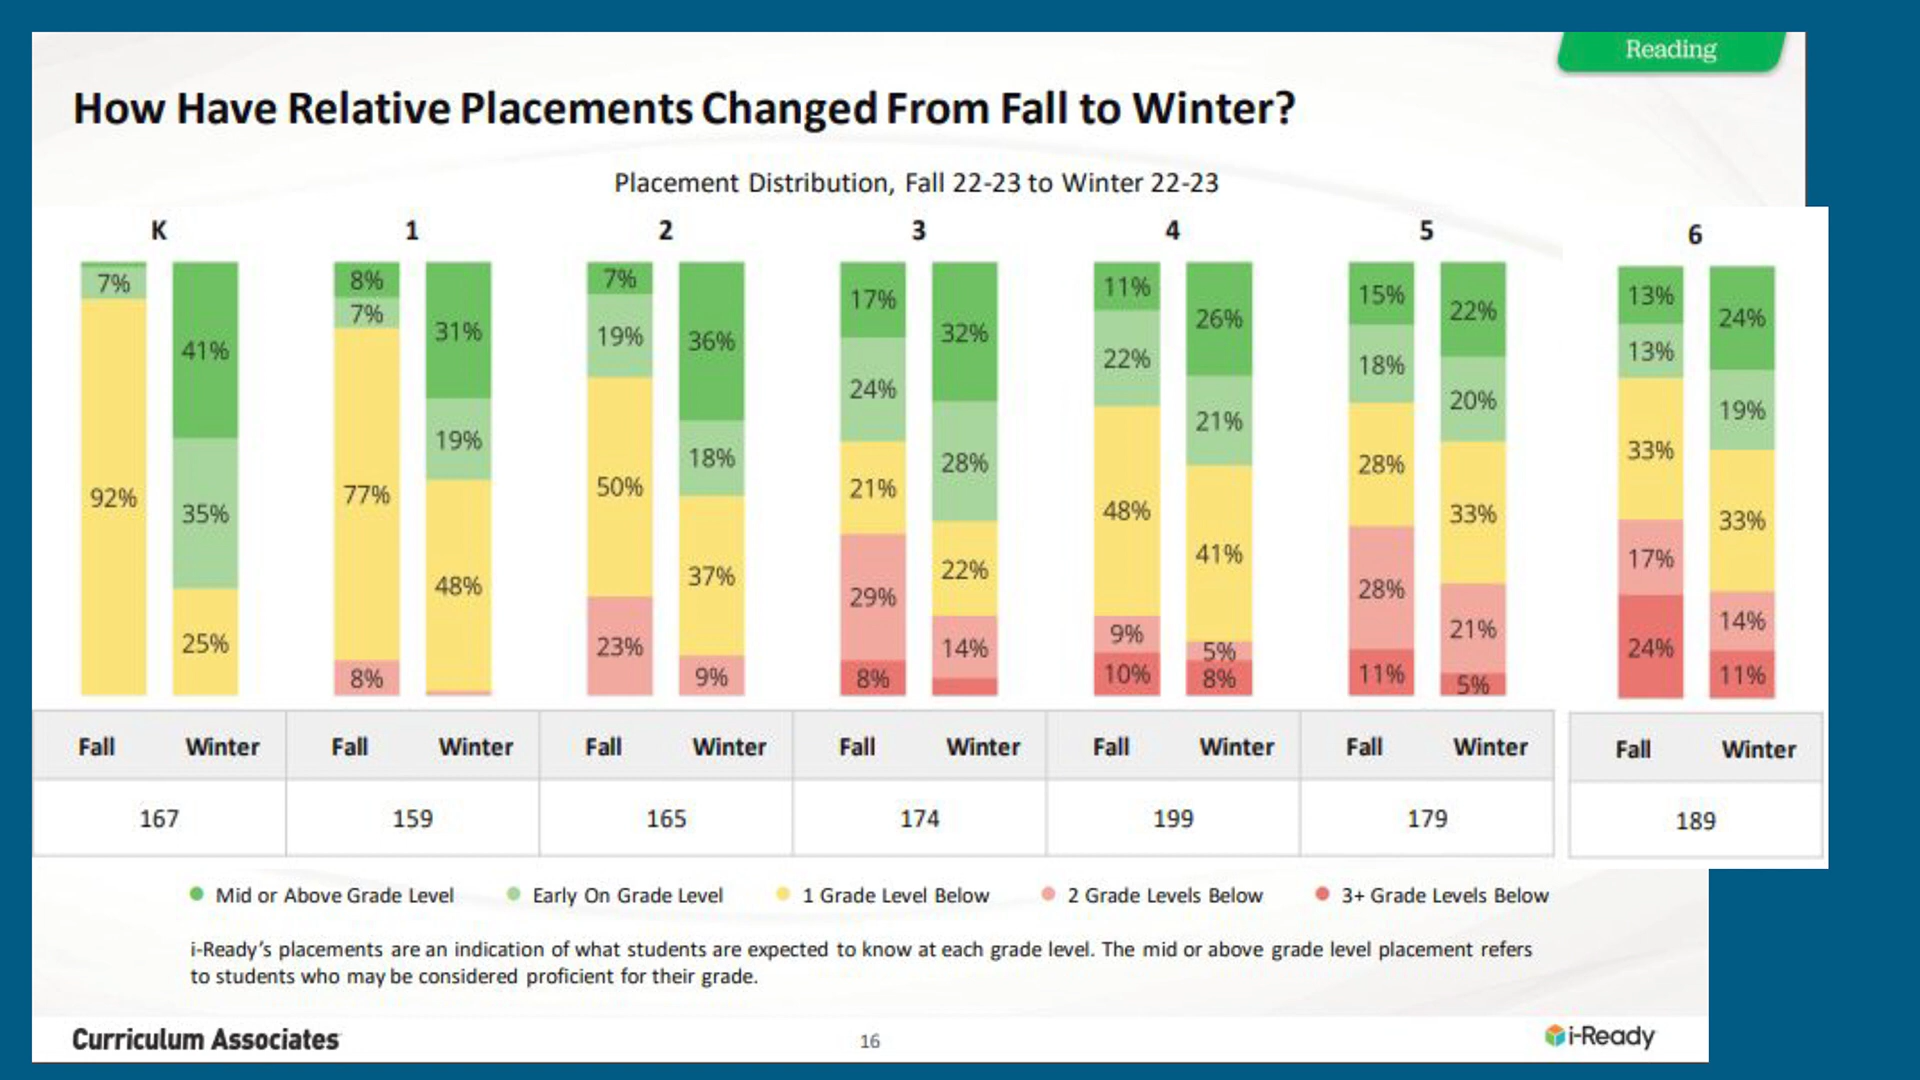 Reading
How Have Relative Placements Changed From Fall to Winter?
Placement Distribution, Fall 22-23 to Winter 22-23
K 1 2 3 4 5 6
7% 92%
41% 35% 25%
8% 7% 77% 8%
31% 19% 48%
7% 19% 50% 23%
36% 18% 37% 9%
17% 24% 21% 29% 8%
32% 28% 22% 14%
11% 22% 48% 9% 10%
26% 21% 41% 5% 8%
15% 18% 28% 28% 11%
22% 20% 33% 21% 5%
13% 13% 33% 17% 24%
24% 19% 33% 14% 11%
Fall Winter Fall Winter Fall Winter Fall Winter Fall Winter Fall Winter Fall Winter
167 159 165 174 199 179 189
Mid or Above Grade Level Early On Grade Level 1 Grade Level Below 2 Grade Levels Below 3+ Grade Levels Below
i-Ready’s placements are an indication of what students are expected to know at each grade level. The mid or above grade level placement refers
to students who may be considered proficient for their grade.
Curriculum Associates 16 i-Ready